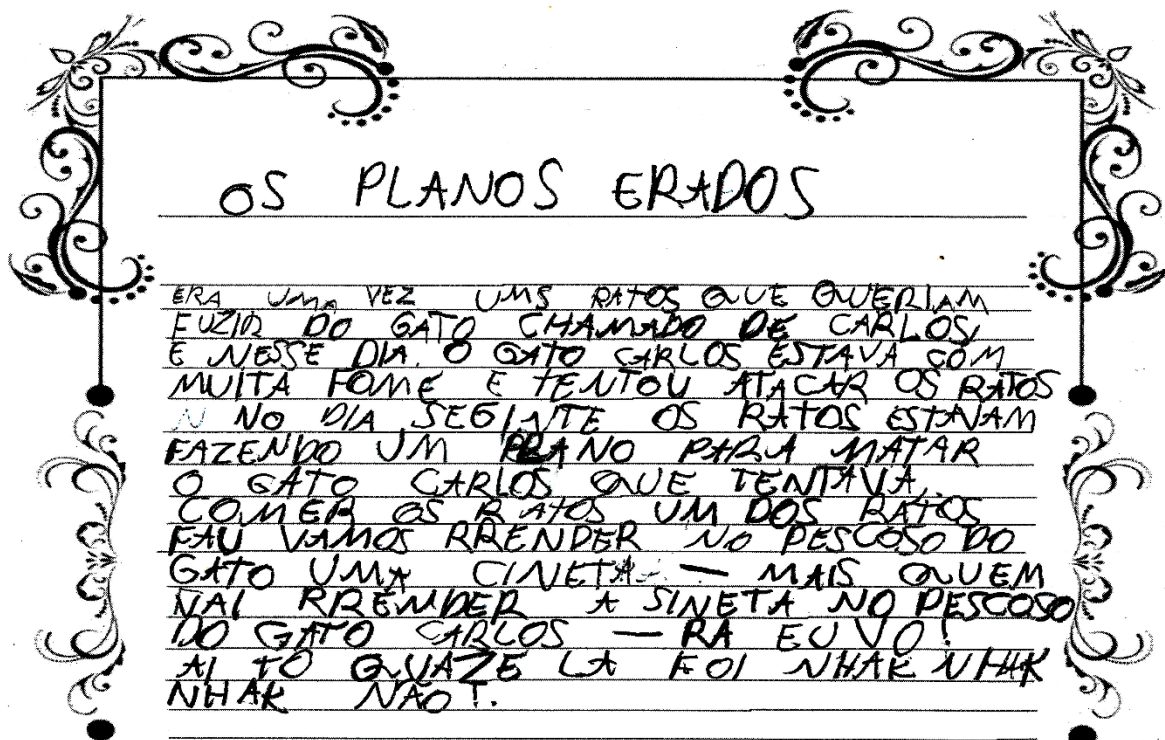 OS PLANOS ERADOS
ERA UMA VEZ UMS RATOS QUE QUERIAM
FUZIR DO GATO CHAMADO DE CARLOS,
E NESSE DIA. O GATO CARLOS ESTAVA COM
MUITA FOME E TENTOU ATACAR OS RATOS
N NO DIA SEGINTE OS RATOS ESTAVAM
FAZENDO UM PRANO PARA MATAR
O GATO CARLOS QUE TENTAVA
COMER OS RATOS UM DOS RATOS
FAU VAMOS RRENDER NO PESCOSO DO
GATO UMA CINETA — MAIS QUEM
VAI RRENDER A SINETA NO PESCOSO
DO GATO CARLOS — RA EU VO!
AI TO QUAZE LA FOI NHAK NHAK
NHAK NÃO!.